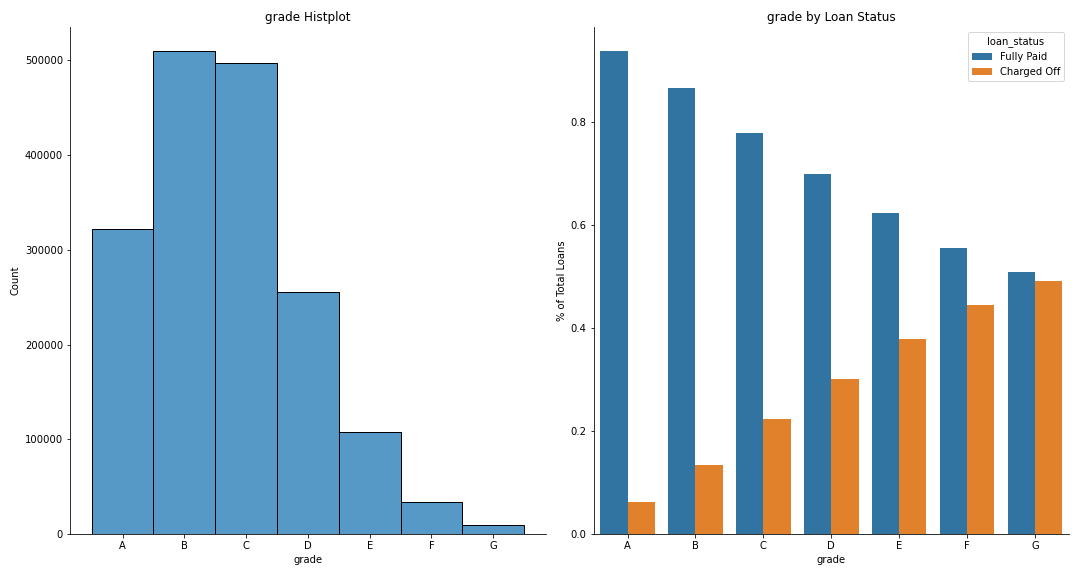 grade Histplot
500000
400000
300000
200000
100000
0
Count
A B C D E F G
grade
grade by Loan Status
loan_status
Fully Paid
Charged Off
0.8
0.6
0.4
0.2
0.0
% of Total Loans
A B C D E F G
grade